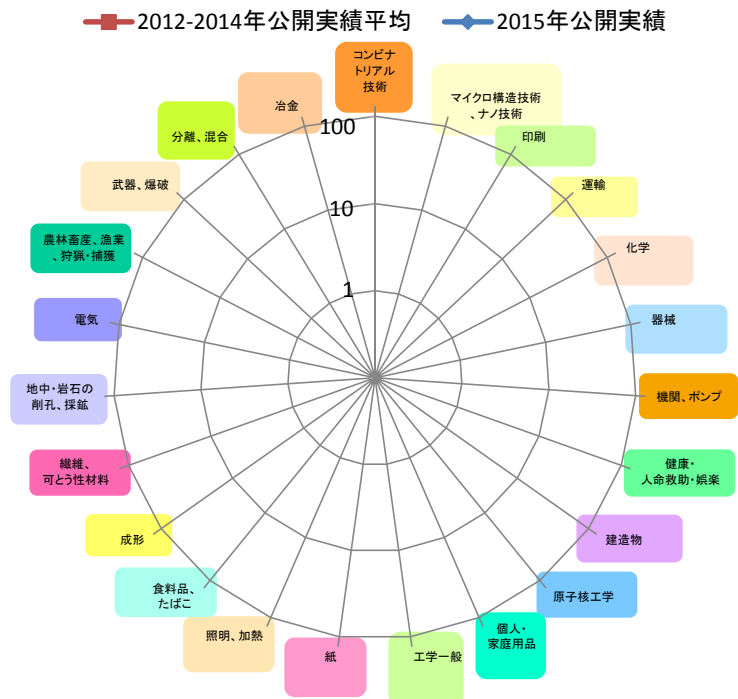 2012-2014年公開実績平均
2015年公開実績
コンビナ
トリアル
技術
マイクロ構造技術
、ナノ技術
印刷
運輸
化学
器械
機関、ポンプ
健康・
人命救助・娯楽
建造物
原子核工学
個人・
家庭用品
工学一般
紙
照明、加熱
食料品、
たばこ
成形
繊維、
可とう性材料
地中・岩石の
削孔、採鉱
電気
農林畜産、漁業
、狩猟・捕獲
武器、爆破
分離、混合
冶金
100
10
1